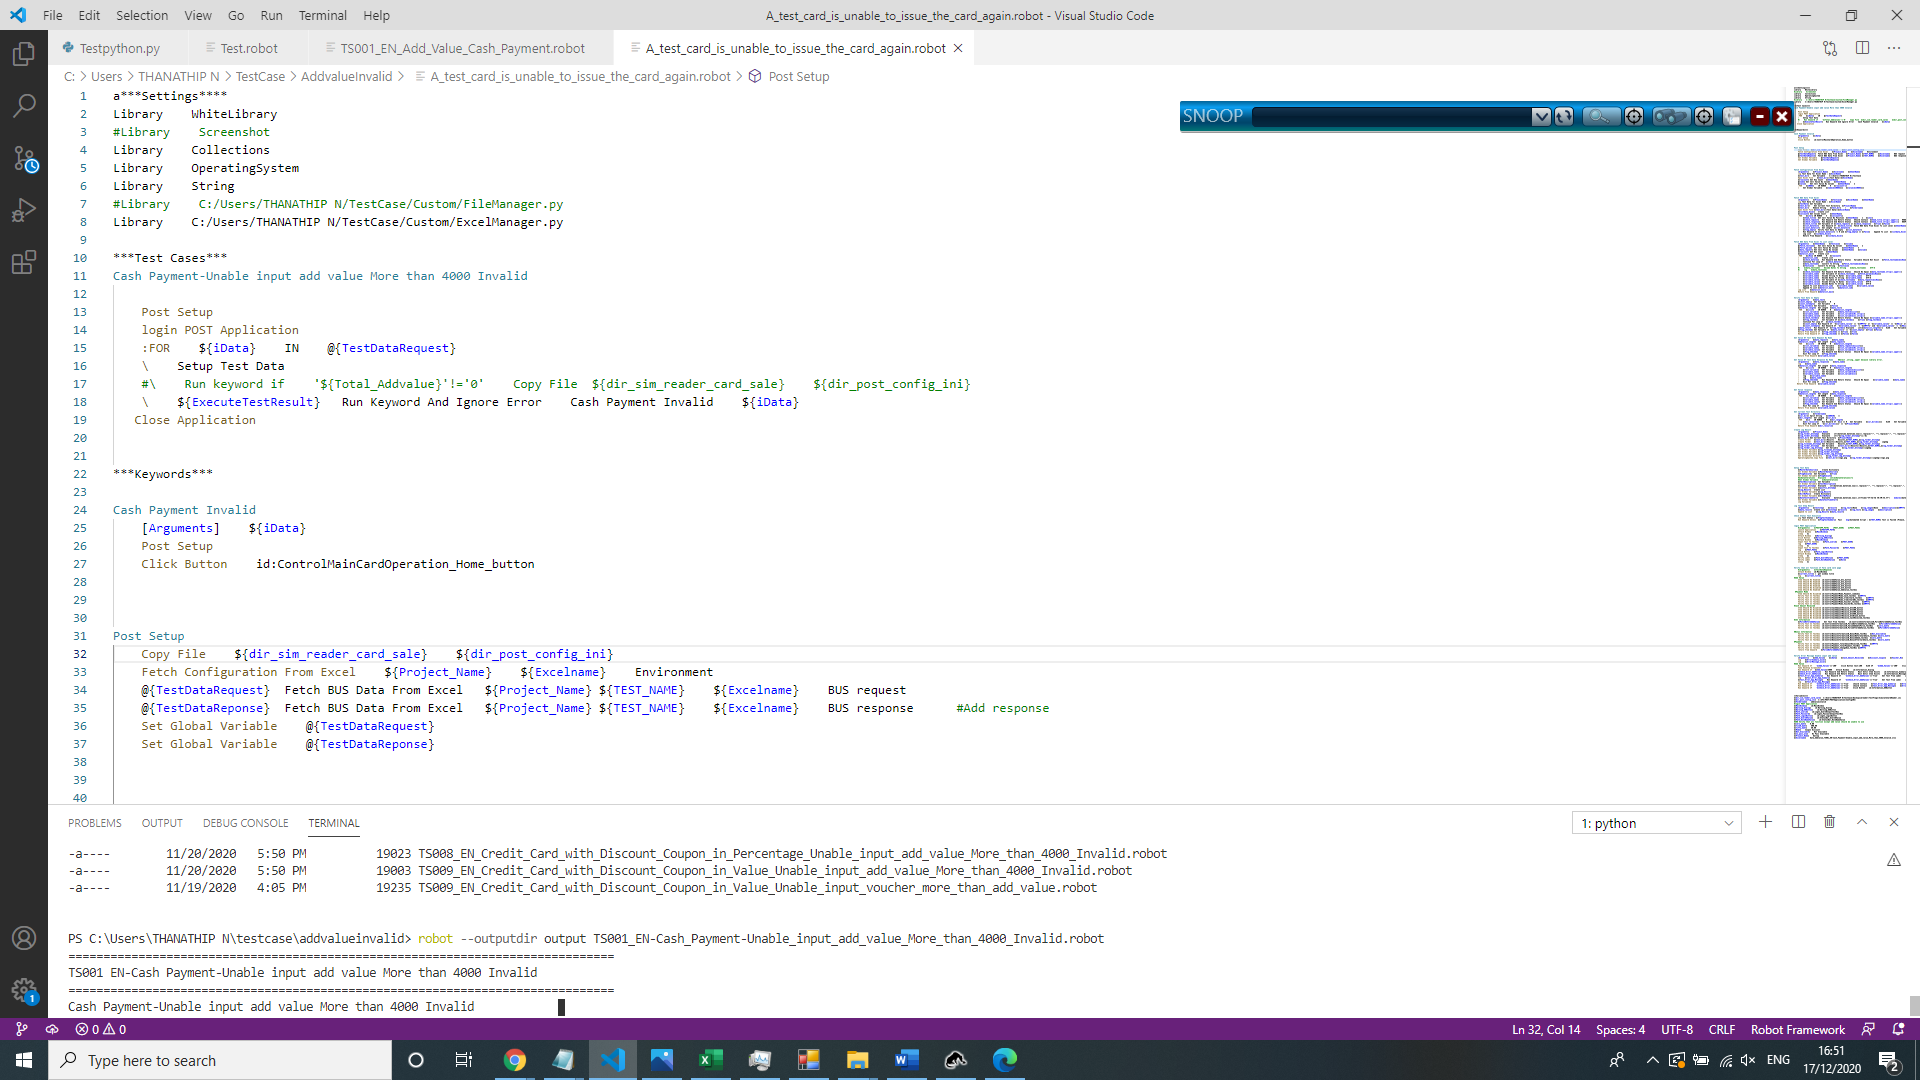 File Edit Selection View Go Run Terminal Help
A_test_card_is_unable_to_issue_the_card_again.robot - Visual Studio Code
Testpython.py
Test.robot
TS001_EN_Add_Value_Cash_Payment.robot
A_test_card_is_unable_to_issue_the_card_again.robot
C: > Users > THANATHIP N > TestCase > AddvalueInvalid > A_test_card_is_unable_to_issue_the_card_again.robot > Post Setup
SNOOP
1 a***Settings****
2 Library    WhiteLibrary
3 #Library    Screenshot
4 Library    Collections
5 Library    OperatingSystem
6 Library    String
7 #Library    C:/Users/THANATHIP N/TestCase/Custom/FileManager.py
8 Library    C:/Users/THANATHIP N/TestCase/Custom/ExcelManager.py
9
10 ***Test Cases***
11 Cash Payment-Unable input add value More than 4000 Invalid
12
13     Post Setup
14     login POST Application
15     :FOR    ${iData}    IN    @{TestDataRequest}
16     \    Setup Test Data
17     #\    Run keyword if    '${Total_Addvalue}'!='0'    Copy File  ${dir_sim_reader_card_sale}    ${dir_post_config_ini}
18     \    ${ExecuteTestResult}   Run Keyword And Ignore Error    Cash Payment Invalid    ${iData}
19    Close Application
20
21
22 ***Keywords***
23
24 Cash Payment Invalid
25     [Arguments]    ${iData}
26     Post Setup
27     Click Button    id:ControlMainCardOperation_Home_button
28
29
30
31 Post Setup
32     Copy File    ${dir_sim_reader_card_sale}    ${dir_post_config_ini}
33     Fetch Configuration From Excel    ${Project_Name}    ${Excelname}    Environment
34     @{TestDataRequest}  Fetch BUS Data From Excel   ${Project_Name} ${TEST_NAME}    ${Excelname}    BUS request
35     @{TestDataReponse}  Fetch BUS Data From Excel   ${Project_Name} ${TEST_NAME}    ${Excelname}    BUS response      #Add response
36     Set Global Variable    @{TestDataRequest}
37     Set Global Variable    @{TestDataReponse}
38
39
40
PROBLEMS OUTPUT DEBUG CONSOLE TERMINAL
1: python
-a----        11/20/2020   5:50 PM          19023 TS008_EN_Credit_Card_with_Discount_Coupon_in_Percentage_Unable_input_add_value_More_than_4000_Invalid.robot
-a----        11/20/2020   5:50 PM          19003 TS009_EN_Credit_Card_with_Discount_Coupon_in_Value_Unable_input_add_value_More_than_4000_Invalid.robot
-a----        11/19/2020   4:05 PM          19235 TS009_EN_Credit_Card_with_Discount_Coupon_in_Value_Unable_input_voucher_more_than_add_value.robot
PS C:\Users\THANATHIP N\testcase\addvalueinvalid> robot --outputdir output TS001_EN-Cash_Payment-Unable_input_add_value_More_than_4000_Invalid.robot
==============================================================================
TS001 EN-Cash Payment-Unable input add value More than 4000 Invalid
==============================================================================
Cash Payment-Unable input add value More than 4000 Invalid
1
0 0
Ln 32, Col 14 Spaces: 4 UTF-8 CRLF Robot Framework
Type here to search
ENG
16:51
17/12/2020
2